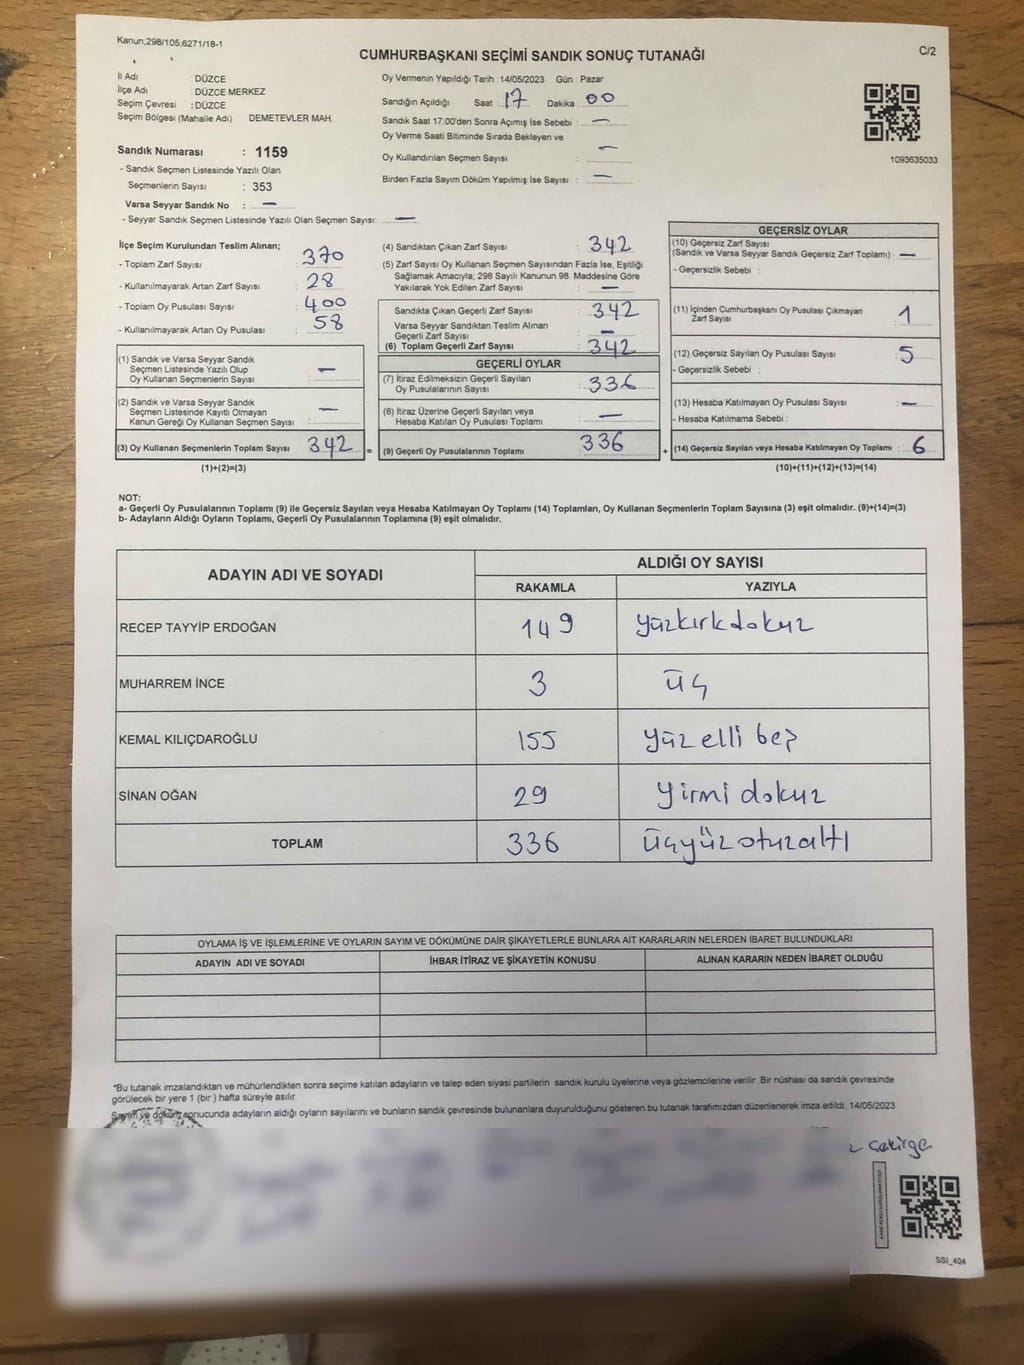 Kanun;298/105;6271/18-1
C/2
CUMHURBAŞKANI SEÇİMİ SANDIK SONUÇ TUTANAĞI
İl Adı : DÜZCE
İlçe Adı : DÜZCE MERKEZ
Seçim Çevresi : DÜZCE
Seçim Bölgesi (Mahalle Adı) : DEMETEVLER MAH.
Sandık Numarası : 1159
- Sandık Seçmen Listesinde Yazılı Olan
Seçmenlerin Sayısı : 353
Varsa Seyyar Sandık No : —
- Seyyar Sandık Seçmen Listesinde Yazılı Olan Seçmen Sayısı: —
Oy Vermenin Yapıldığı Tarih : 14/05/2023 Gün : Pazar
Sandığın Açıldığı Saat 17 Dakika 00
Sandık Saat 17:00'den Sonra Açımış İse Sebebi : —
Oy Verme Saati Bitiminde Sırada Bekleyen ve
Oy Kullandırılan Seçmen Sayısı : —
Birden Fazla Sayım Döküm Yapılmış İse Sayısı : —
1093635033
İlçe Seçim Kurulundan Teslim Alınan;
- Toplam Zarf Sayısı : 370
- Kullanılmayarak Artan Zarf Sayısı : 28
- Toplam Oy Pusulası Sayısı : 400
- Kullanılmayarak Artan Oy Pusulası : 58
(1) Sandık ve Varsa Seyyar Sandık
Seçmen Listesinde Yazılı Olup
Oy Kullanan Seçmenlerin Sayısı : —
(2) Sandık ve Varsa Seyyar Sandık
Seçmen Listesinde Kayıtlı Olmayan
Kanun Gereği Oy Kullanan Seçmen Sayısı : —
(3) Oy Kullanan Seçmenlerin Toplam Sayısı : 342 =
(1)+(2)=(3)
(4) Sandıktan Çıkan Zarf Sayısı : 342
(5) Zarf Sayısı Oy Kullanan Seçmen Sayısından Fazla İse, Eşitliği
Sağlamak Amacıyla; 298 Sayılı Kanunun 98. Maddesine Göre
Yakılarak Yok Edilen Zarf Sayısı : —
Sandıkta Çıkan Geçerli Zarf Sayısı : 342
Varsa Seyyar Sandıktan Teslim Alınan
Geçerli Zarf Sayısı : —
(6) Toplam Geçerli Zarf Sayısı : 342
GEÇERLİ OYLAR
(7) İtiraz Edilmeksizin Geçerli Sayılan
Oy Pusulalarının Sayısı : 336
(8) İtiraz Üzerine Geçerli Sayılan veya
Hesaba Katılan Oy Pusulası Toplamı : —
(9) Geçerli Oy Pusulalarının Toplamı : 336 +
GEÇERSİZ OYLAR
(10) Geçersiz Zarf Sayısı
(Sandık ve Varsa Seyyar Sandık Geçersiz Zarf Toplamı) : —
- Geçersizlik Sebebi :
(11) İçinden Cumhurbaşkanı Oy Pusulası Çıkmayan
Zarf Sayısı : 1
(12) Geçersiz Sayılan Oy Pusulası Sayısı : 5
- Geçersizlik Sebebi :
(13) Hesaba Katılmayan Oy Pusulası Sayısı : —
- Hesaba Katılmama Sebebi :
(14) Geçersiz Sayılan veya Hesaba Katılmayan Oy Toplamı : 6
(10)+(11)+(12)+(13)=(14)
NOT:
a- Geçerli Oy Pusulalarının Toplamı (9) ile Geçersiz Sayılan veya Hesaba Katılmayan Oy Toplamı (14) Toplamları, Oy Kullanan Seçmenlerin Toplam Sayısına (3) eşit olmalıdır. (9)+(14)=(3)
b- Adayların Aldığı Oyların Toplamı, Geçerli Oy Pusulalarının Toplamına (9) eşit olmalıdır.
ADAYIN ADI VE SOYADI ALDIĞI OY SAYISI
RAKAMLA YAZIYLA
RECEP TAYYİP ERDOĞAN 149 yüzkırkdokuz
MUHARREM İNCE 3 üç
KEMAL KILIÇDAROĞLU 155 yüzelli beş
SİNAN OĞAN 29 yirmi dokuz
TOPLAM 336 üçyüzotuzaltı
OYLAMA İŞ VE İŞLEMLERİNE VE OYLARIN SAYIM VE DÖKÜMÜNE DAİR ŞİKAYETLERLE BUNLARA AİT KARARLARIN NELERDEN İBARET BULUNDUKLARI
ADAYIN ADI VE SOYADI İHBAR İTİRAZ VE ŞİKAYETİN KONUSU ALINAN KARARIN NEDEN İBARET OLDUĞU
*Bu tutanak imzalandıktan ve mühürlendikten sonra seçime katılan adayların ve talep eden siyasi partilerin sandık kurulu üyelerine veya gözlemcilerine verilir. Bir nüshası da sandık çevresinde
görülecek bir yere 1 (bir ) hafta süreyle asılır.
Sayım ve döküm sonucunda adayların aldığı oyların sayılarını ve bunların sandık çevresinde bulunanlara duyurulduğunu gösteren bu tutanak tarafımızdan düzenlenerek imza edildi. 14/05/2023
SSI_404